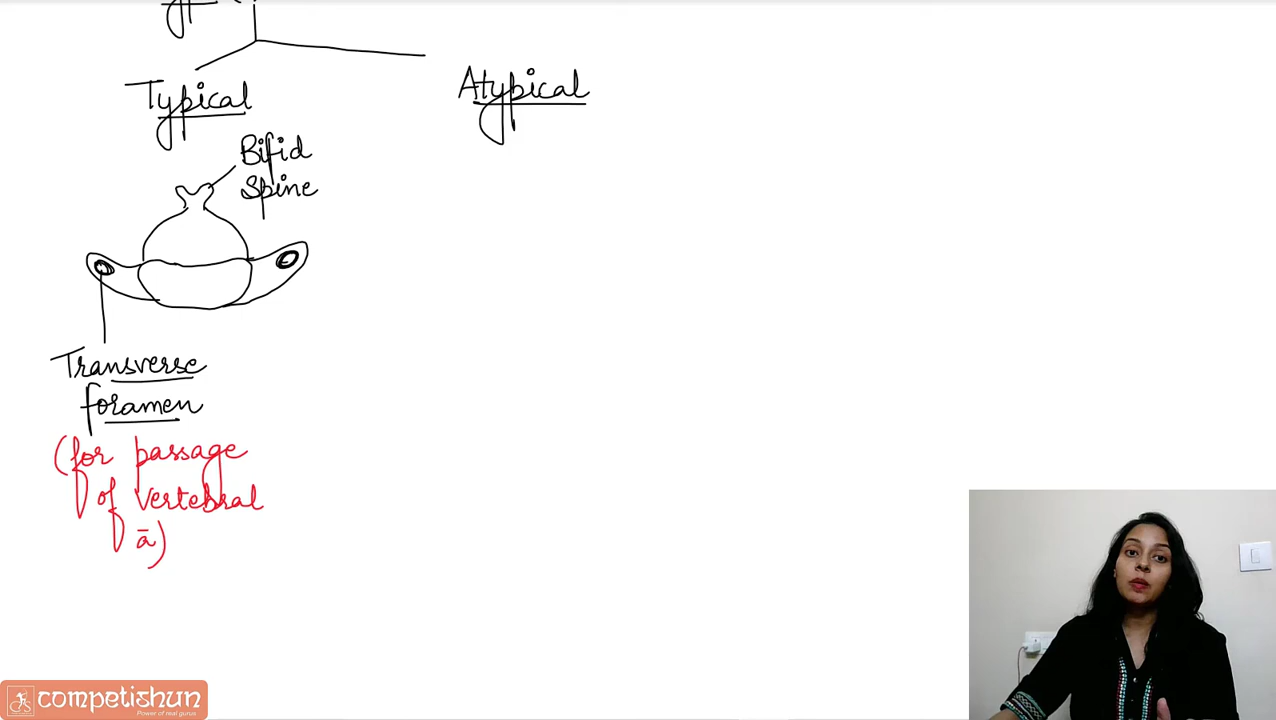 Typical
Atypical
Bifid
Spine
Transverse
foramen
(for passage
of vertebral
ā)
competishun
Power of real gurus